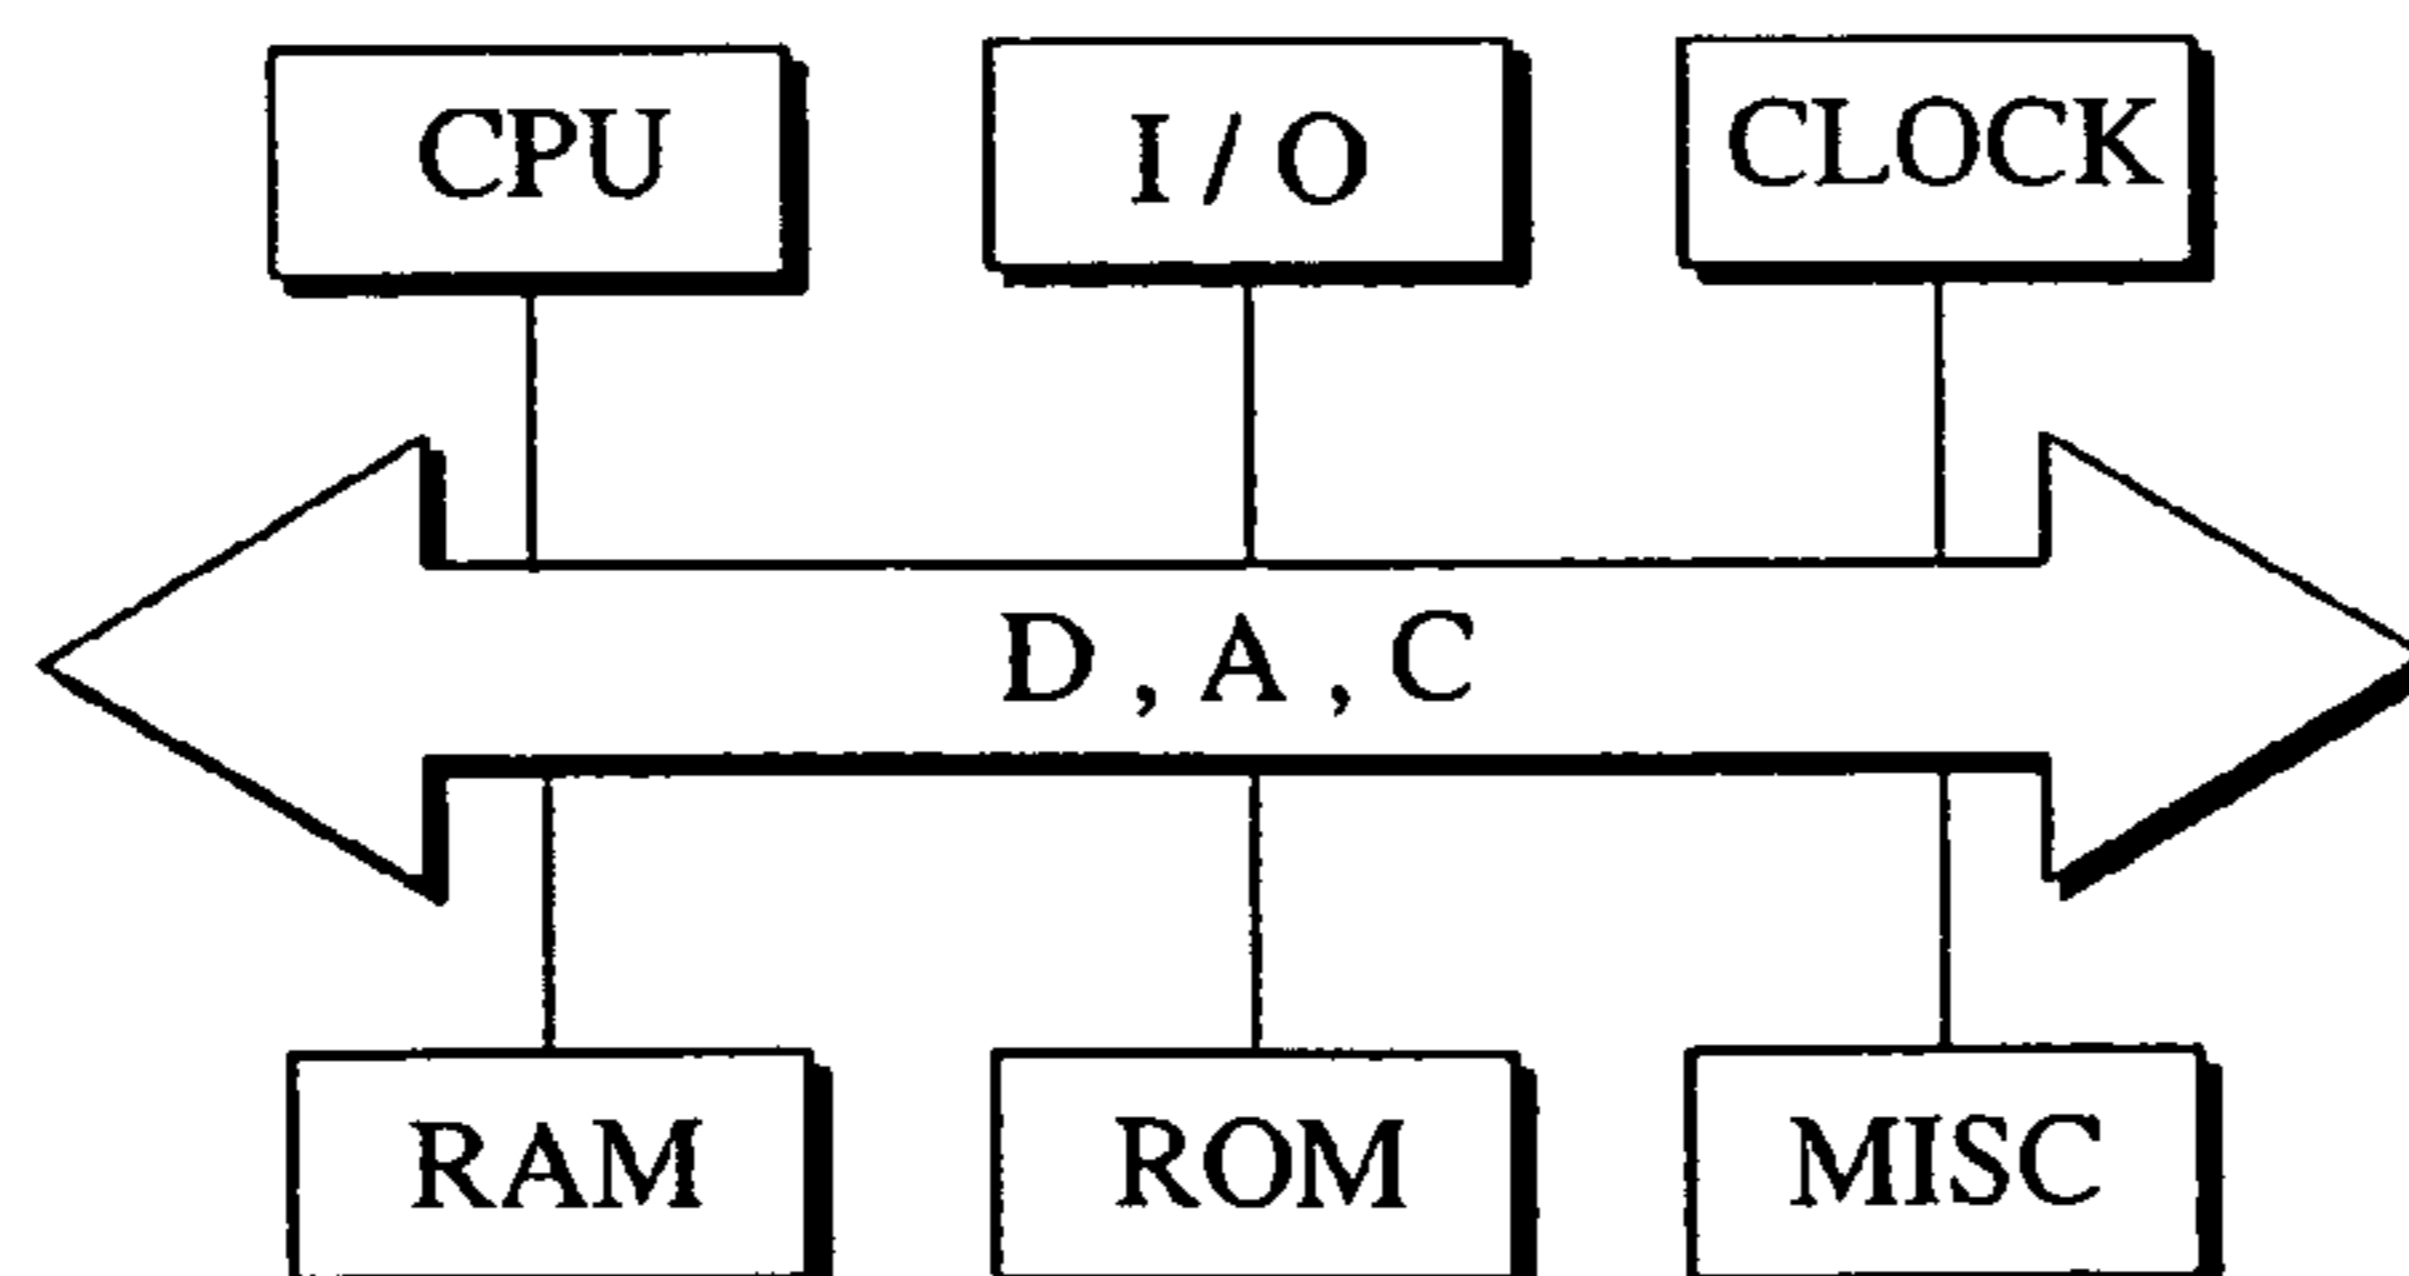 CPU
I / O
CLOCK
D , A , C
RAM
ROM
MISC